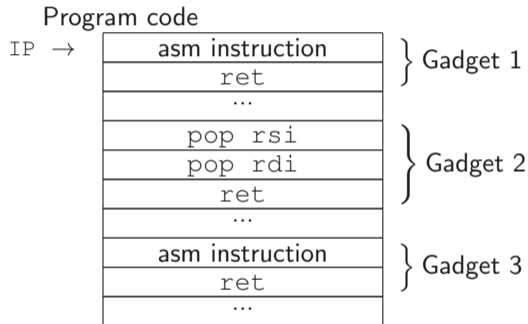 Program code
IP → asm instruction
ret
...
pop rsi
pop rdi
ret
...
asm instruction
ret
...
Gadget 1
Gadget 2
Gadget 3